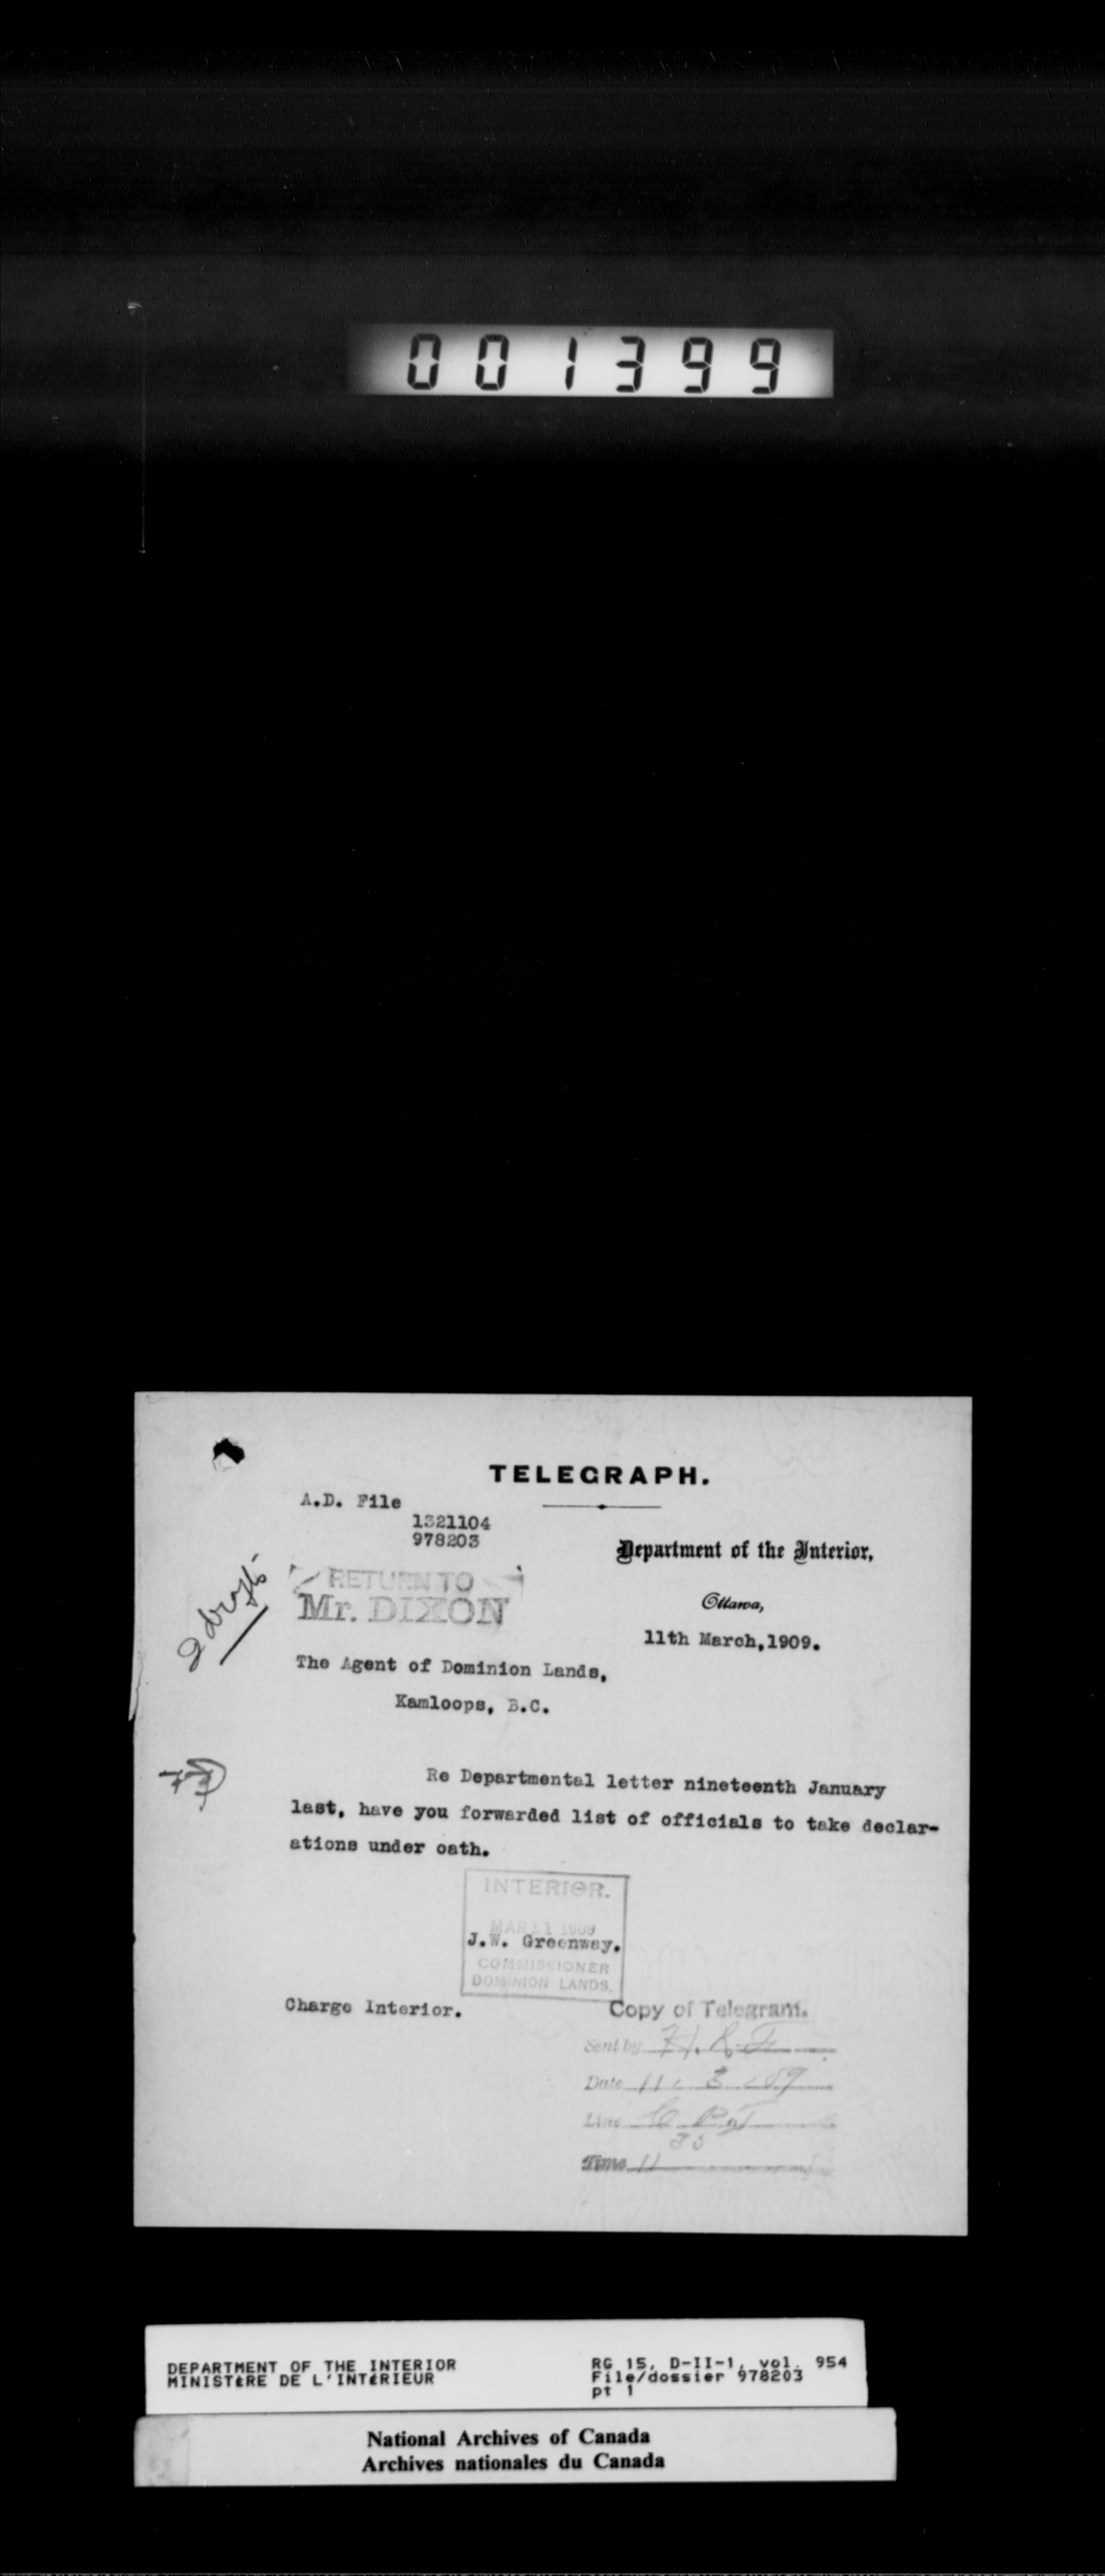 001399
TELEGRAPH.
A.D. File
1321104
978203
Department of the Interior,
RETURN TO
Mr. DIXON
Ottawa,
11th March,1909.
2 drafts
The Agent of Dominion Lands,
Kamloops, B.C.
Re Departmental letter nineteenth January
last, have you forwarded list of officials to take declar-
ations under oath.
INTERIOR.
MAR 11 1909
J.W. Greenway.
COMMISSIONER
DOMINION LANDS.
Charge Interior.
Copy of Telegram.
Sent by
Date 11. 3. 09
Line
35
Time 11
DEPARTMENT OF THE INTERIOR
MINISTÈRE DE L'INTÉRIEUR
RG 15, D-II-1, vol. 954
File/dossier 978203
pt 1
National Archives of Canada
Archives nationales du Canada